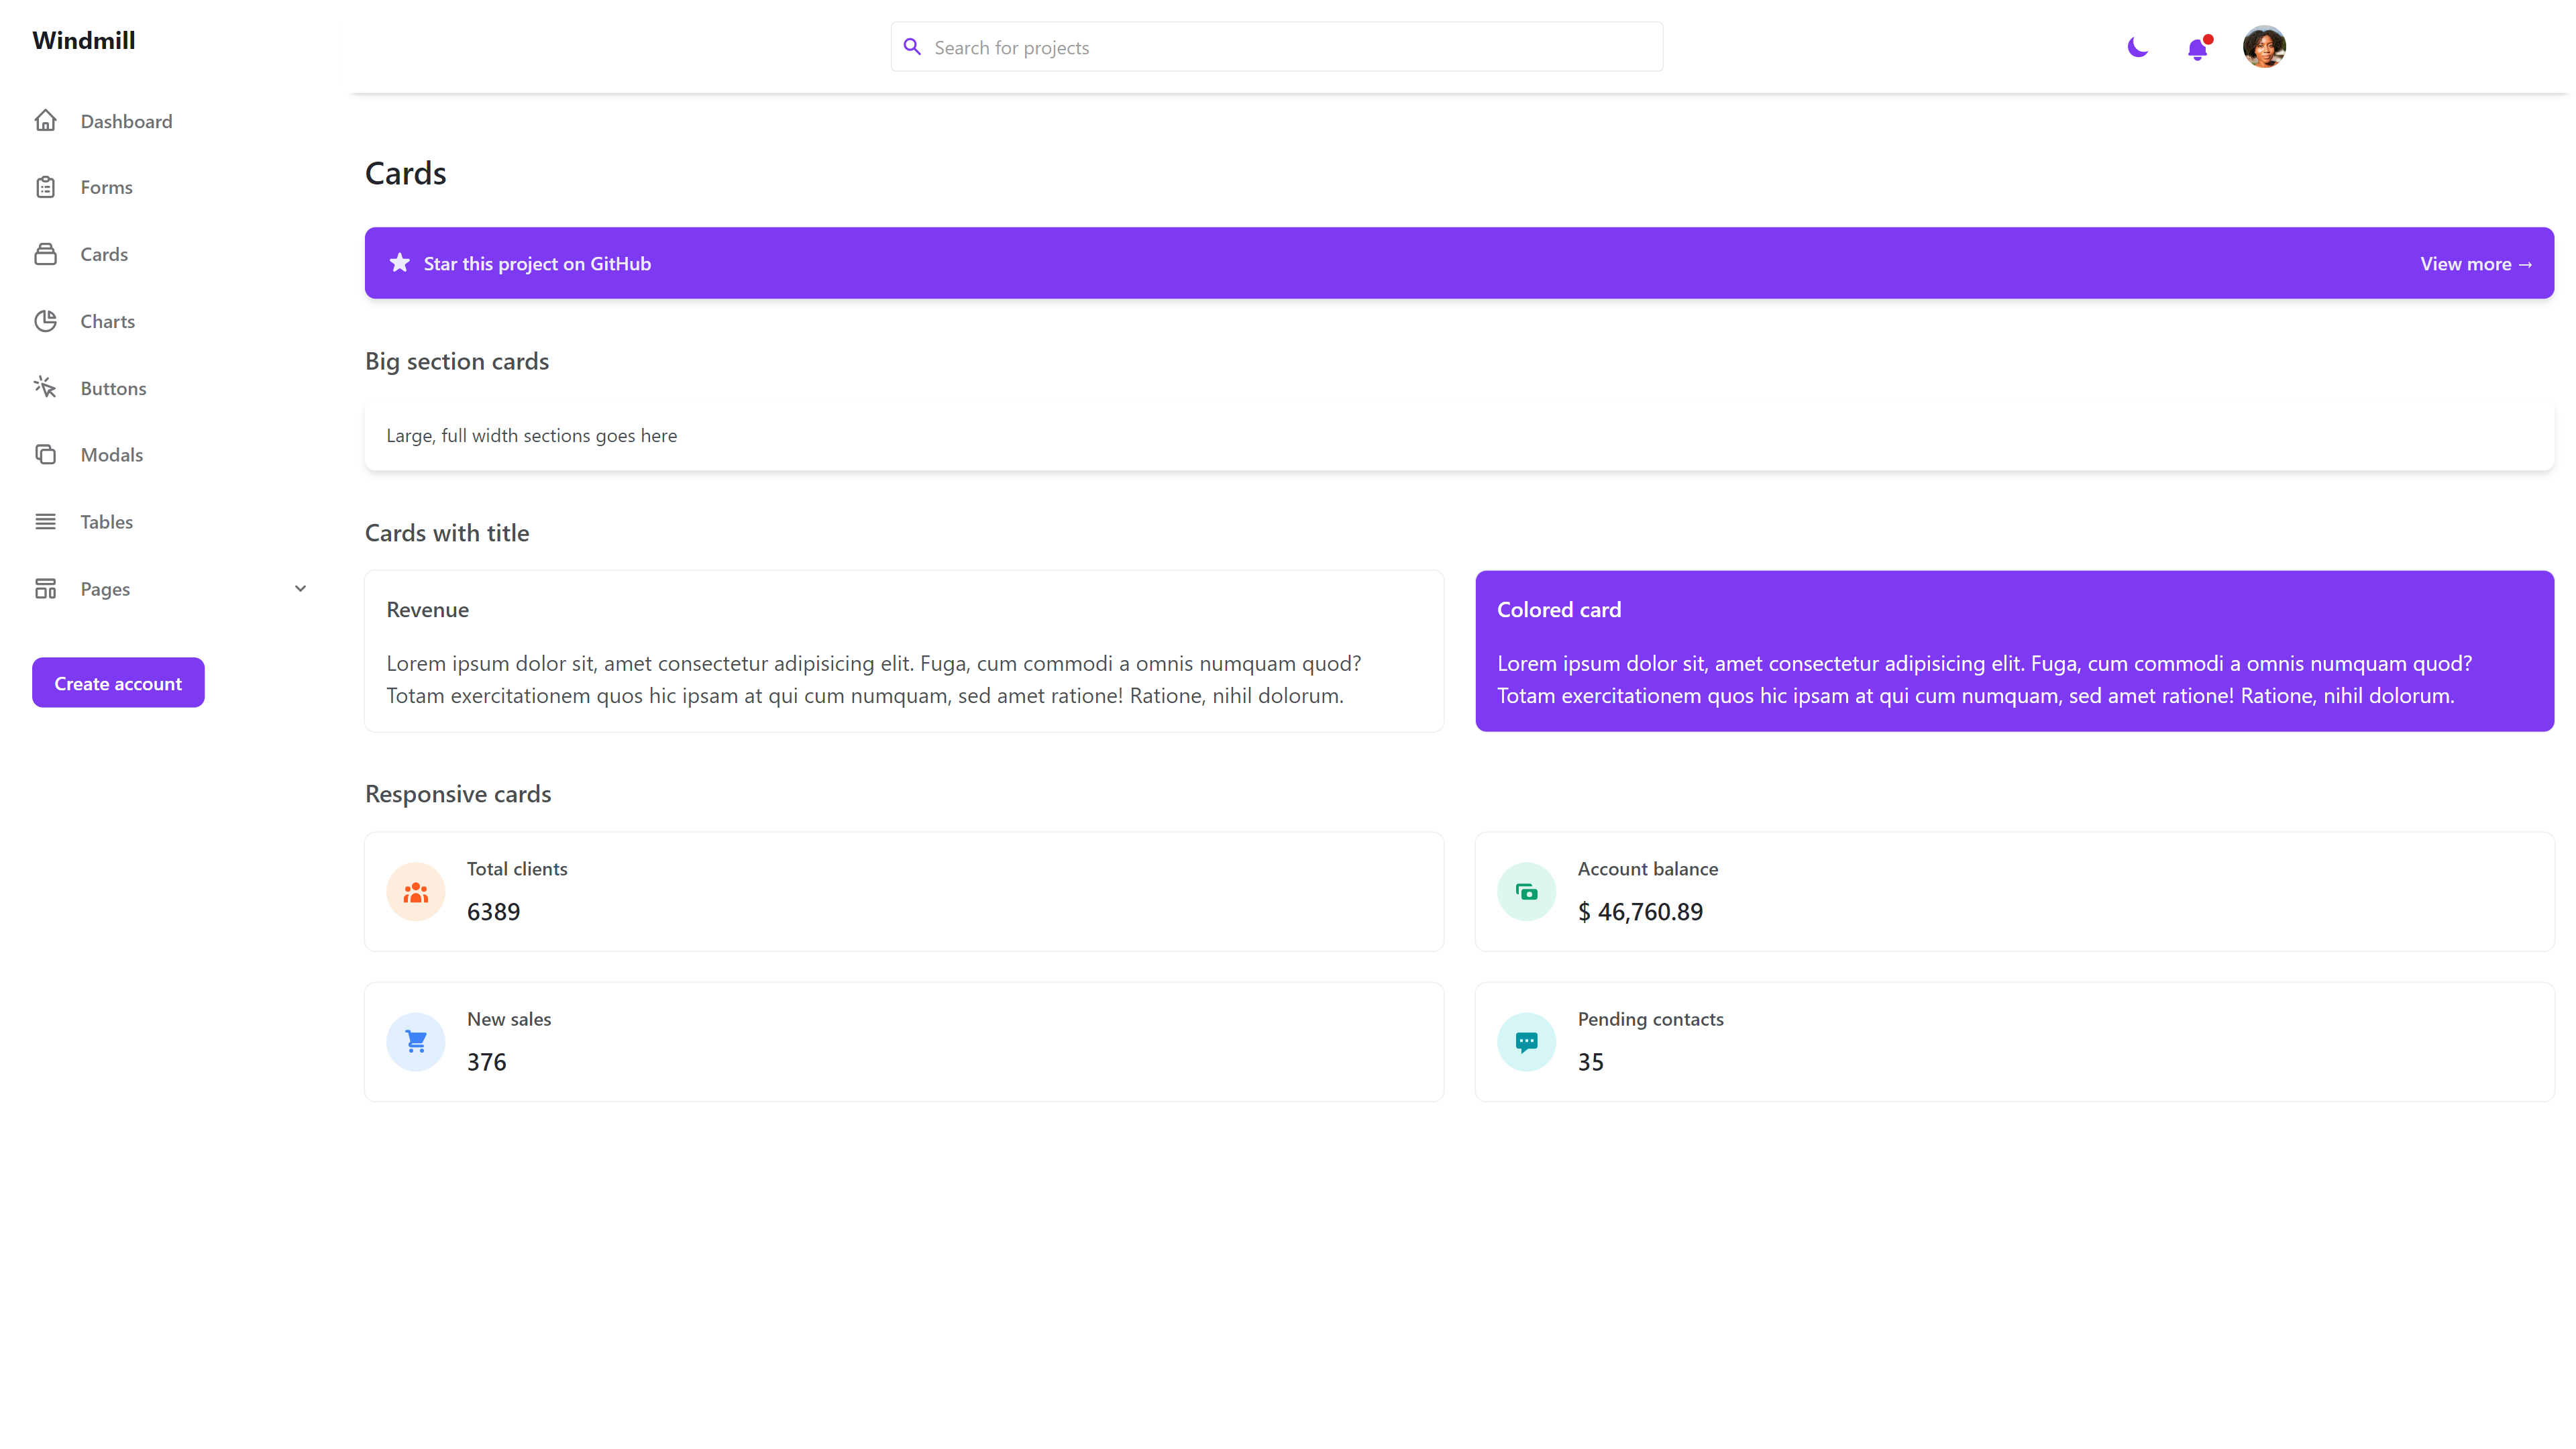 Windmill
Search for projects
Dashboard
Forms
Cards
Charts
Buttons
Modals
Tables
Pages
Create account
Cards
Star this project on GitHub
View more →
Big section cards
Large, full width sections goes here
Cards with title
Revenue
Lorem ipsum dolor sit, amet consectetur adipisicing elit. Fuga, cum commodi a omnis numquam quod?
Totam exercitationem quos hic ipsam at qui cum numquam, sed amet ratione! Ratione, nihil dolorum.
Colored card
Lorem ipsum dolor sit, amet consectetur adipisicing elit. Fuga, cum commodi a omnis numquam quod?
Totam exercitationem quos hic ipsam at qui cum numquam, sed amet ratione! Ratione, nihil dolorum.
Responsive cards
Total clients
6389
Account balance
$ 46,760.89
New sales
376
Pending contacts
35